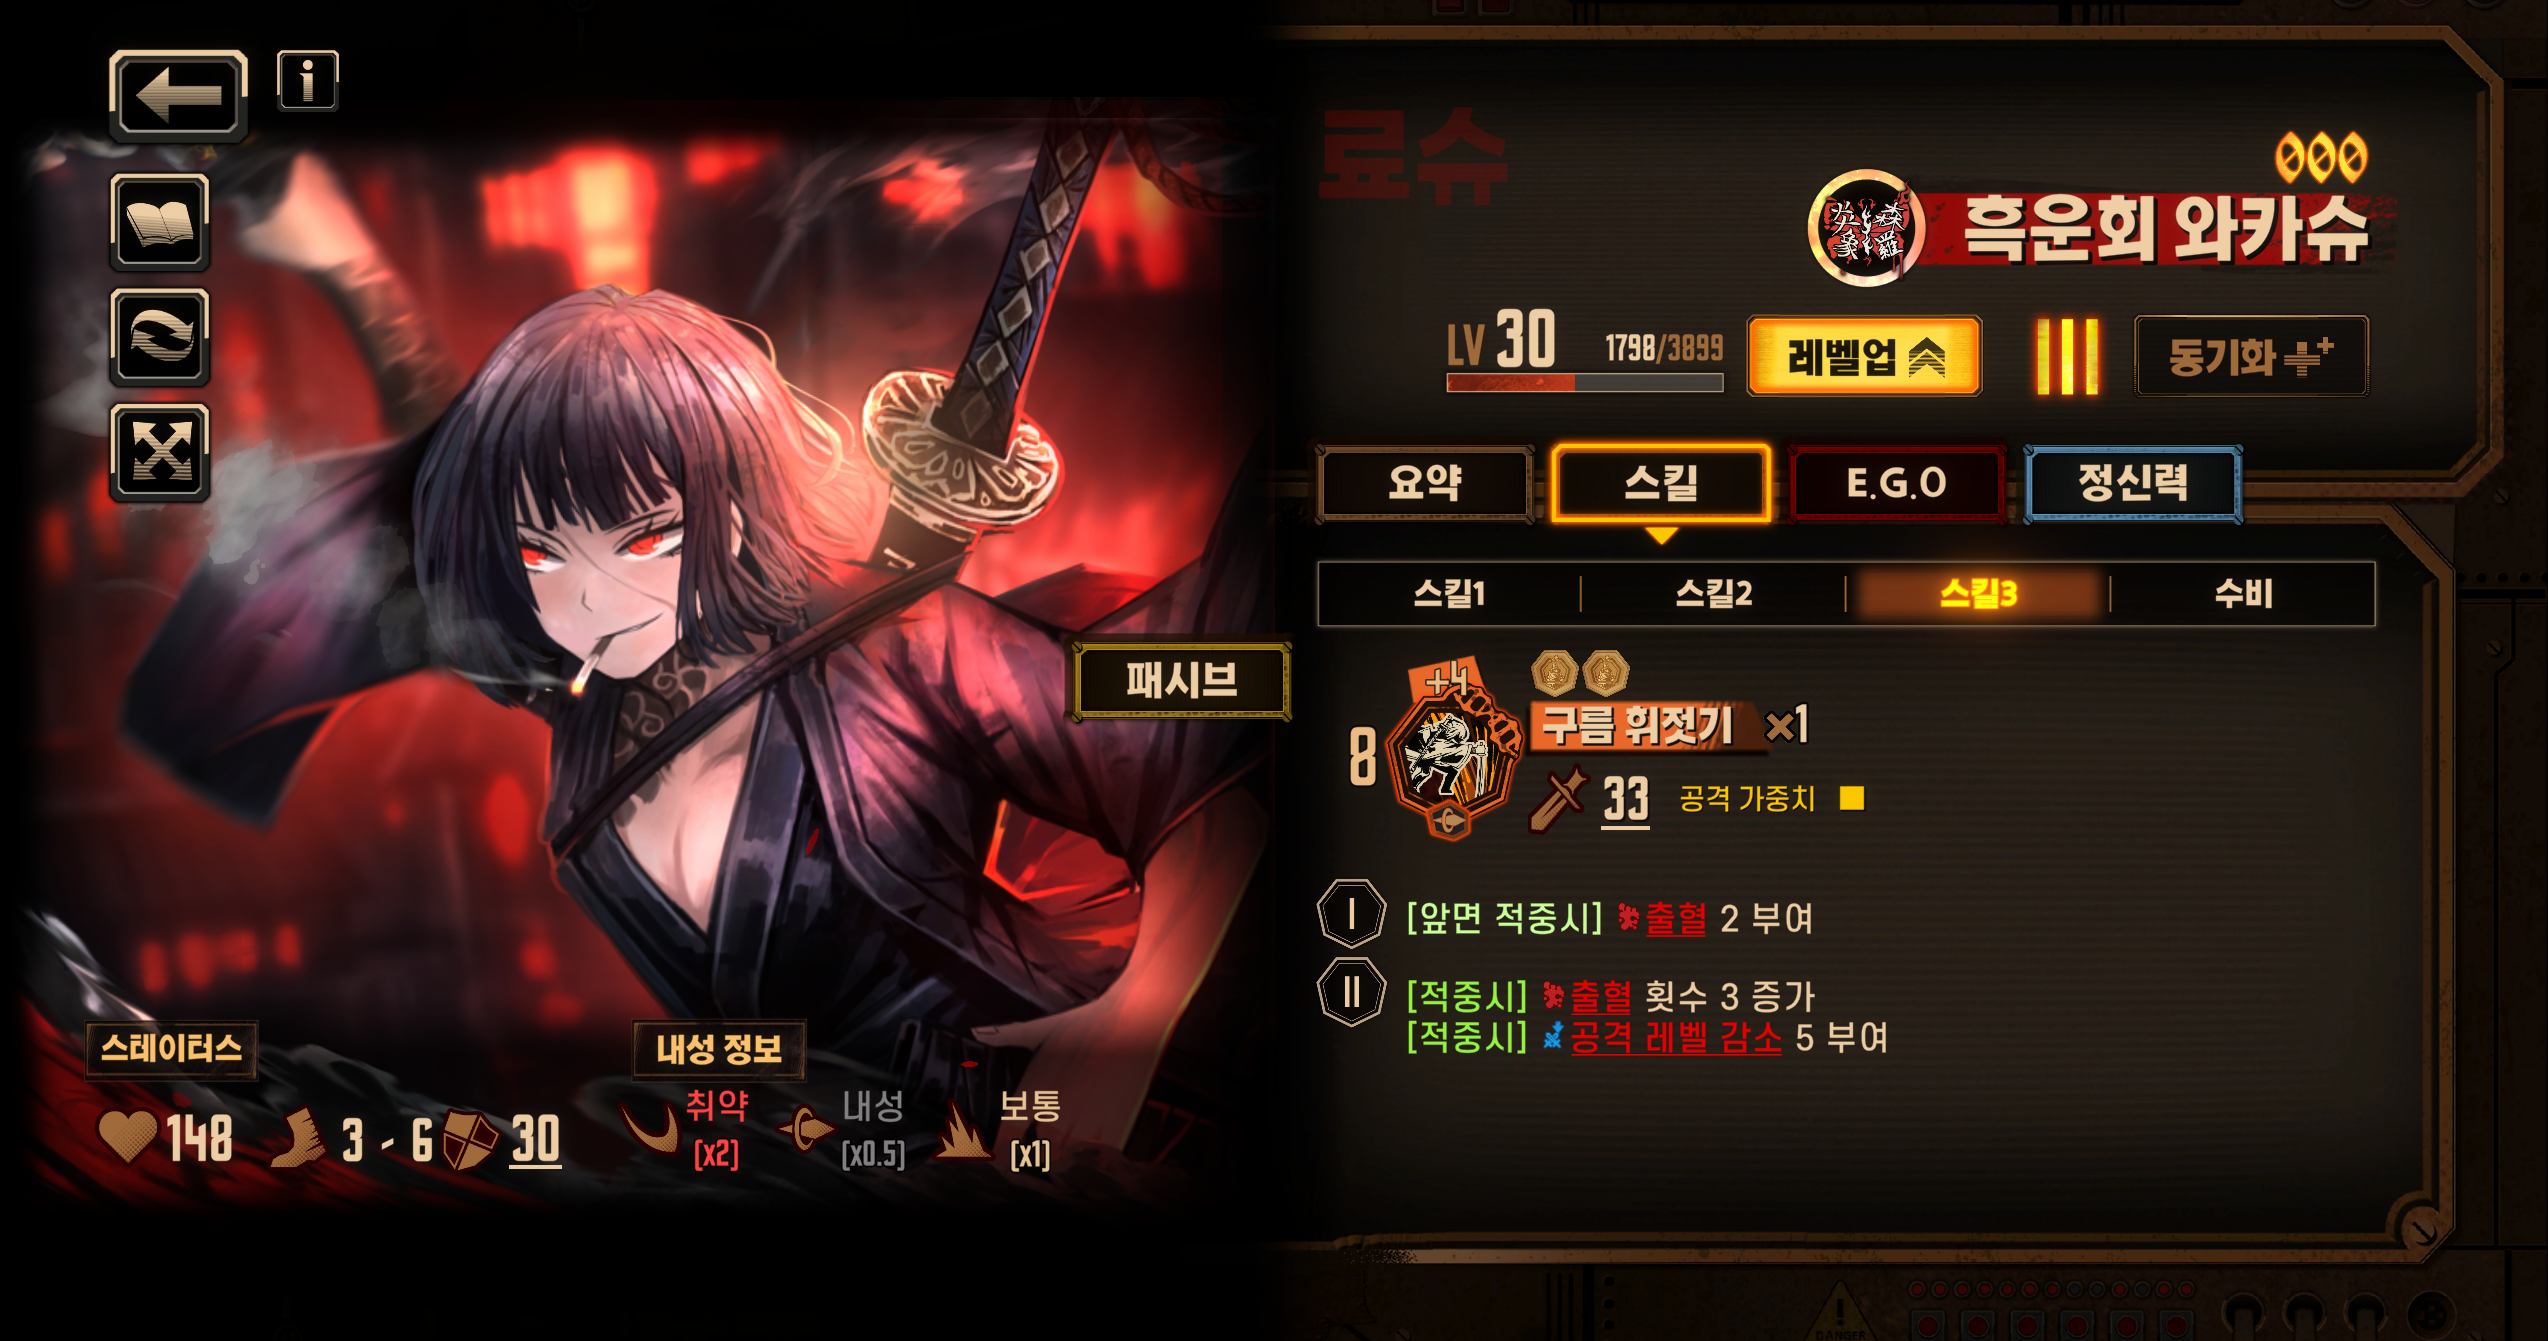 료슈
흑운회 와카슈
LV 30 1798/3899 레벨업 동기화
요약 스킬 E.G.O 정신력
스킬1 스킬2 스킬3 수비
패시브
+4
8 구름 휘젓기 ×1
33 공격 가중치
I [앞면 적중시] 출혈 2 부여
II [적중시] 출혈 횟수 3 증가
[적중시] 공격 레벨 감소 5 부여
스테이터스
148 3 - 6 30
내성 정보
취약 내성 보통
[x2] [x0.5] [x1]
DANGER